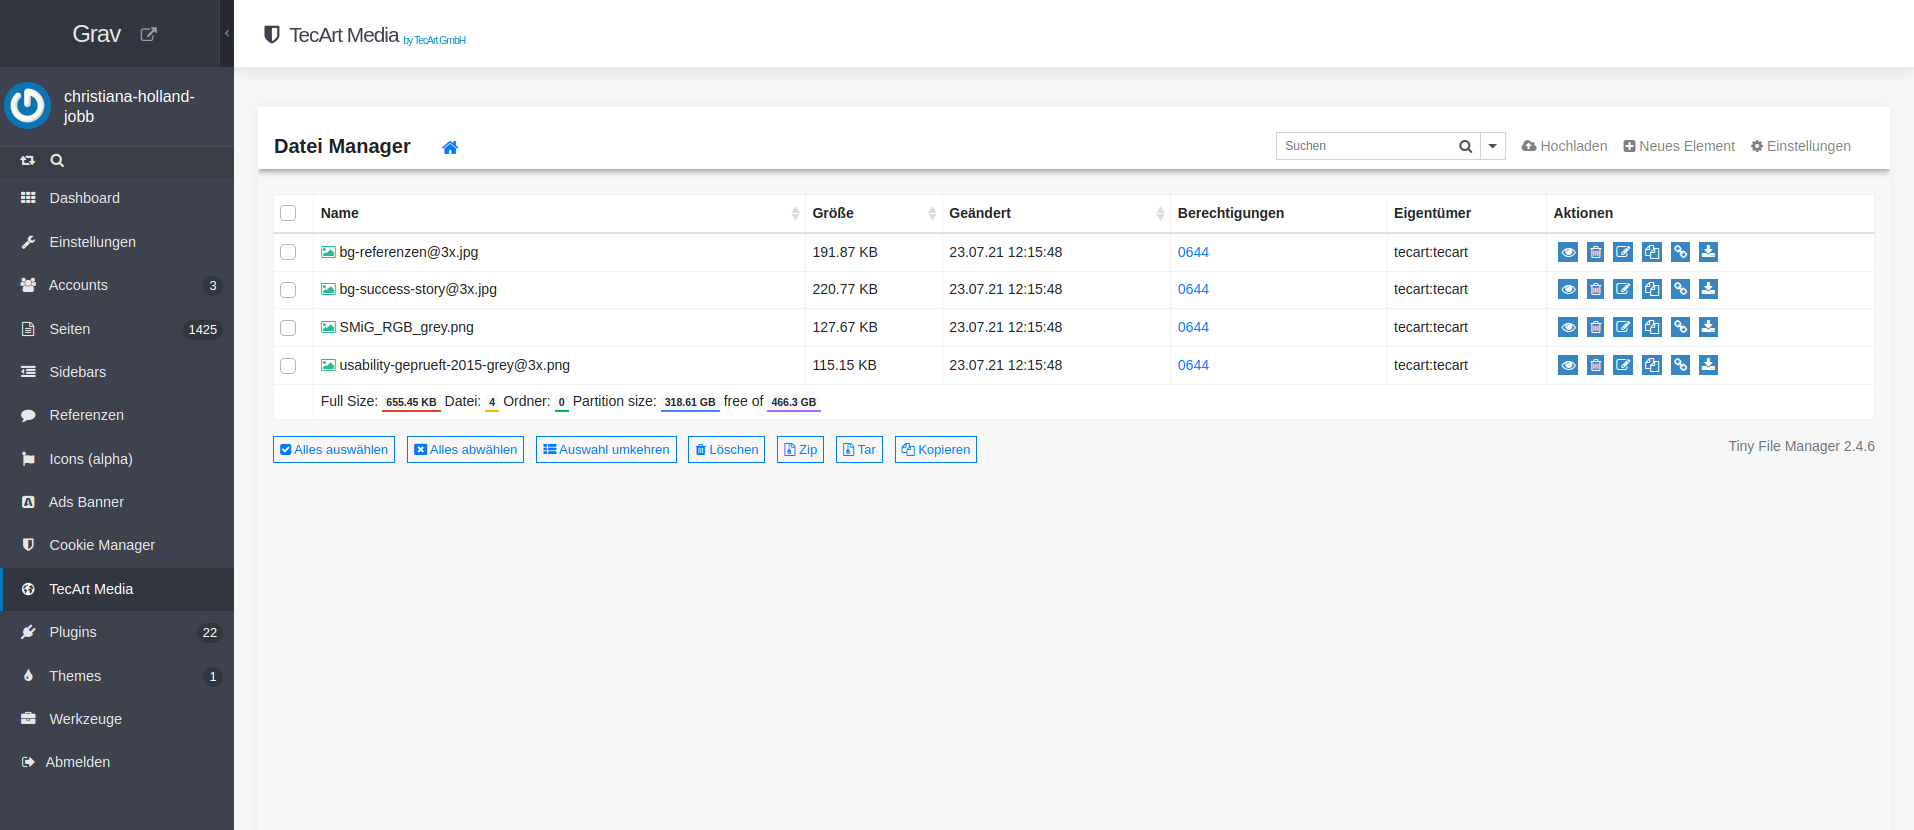 Grav
TecArt Media by TecArt GmbH
christiana-holland-
jobb
Dashboard
Einstellungen
Accounts 3
Seiten 1425
Sidebars
Referenzen
Icons (alpha)
Ads Banner
Cookie Manager
TecArt Media
Plugins 22
Themes 1
Werkzeuge
Abmelden
Datei Manager
Suchen
Hochladen
Neues Element
Einstellungen
Name Größe Geändert Berechtigungen Eigentümer Aktionen
bg-referenzen@3x.jpg 191.87 KB 23.07.21 12:15:48 0644 tecart:tecart
bg-success-story@3x.jpg 220.77 KB 23.07.21 12:15:48 0644 tecart:tecart
SMiG_RGB_grey.png 127.67 KB 23.07.21 12:15:48 0644 tecart:tecart
usability-geprueft-2015-grey@3x.png 115.15 KB 23.07.21 12:15:48 0644 tecart:tecart
Full Size: 655.45 KB Datei: 4 Ordner: 0 Partition size: 318.61 GB free of 466.3 GB
Alles auswählen Alles abwählen Auswahl umkehren Löschen Zip Tar Kopieren
Tiny File Manager 2.4.6